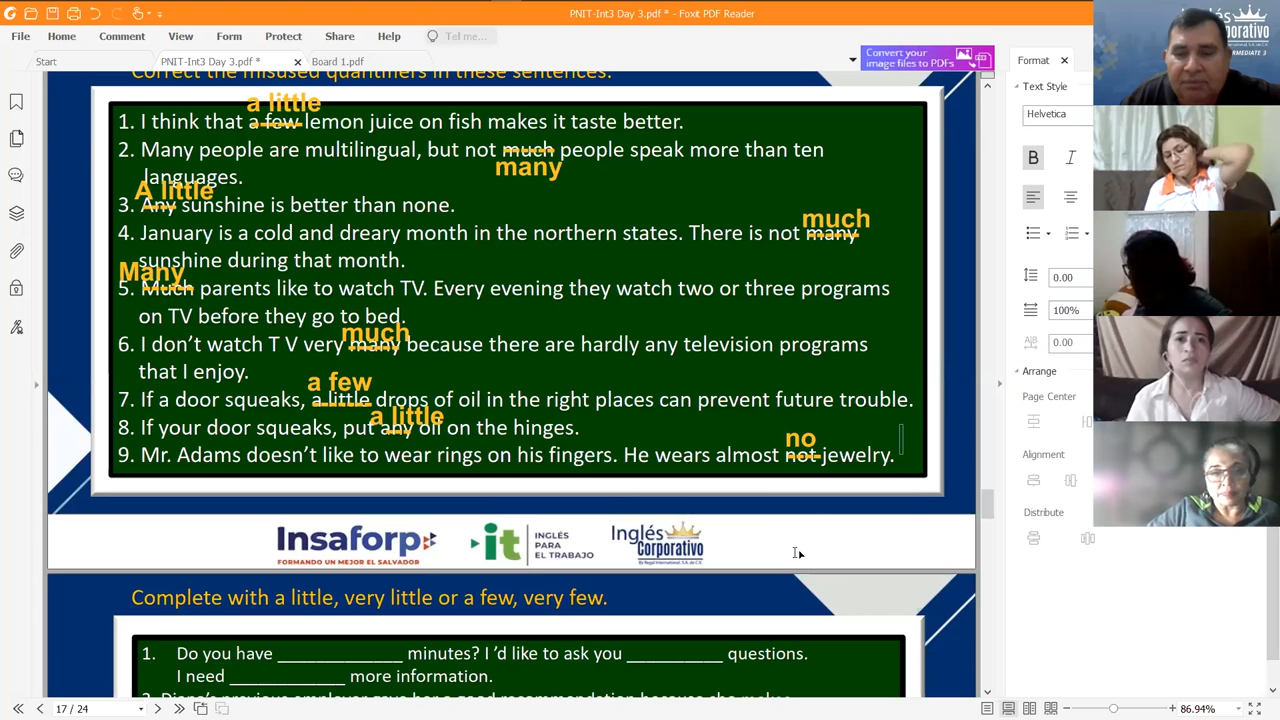 PNIT-Int3 Day 3.pdf * - Foxit PDF Reader
File Home Comment View Form Protect Share Help Tell me...
Start PNIT-Int3 Day 3.pdf * Board 1.pdf
Convert your image files to PDFs
Correct the misused quantifiers in these sentences.
a little
1. I think that a few lemon juice on fish makes it taste better.
2. Many people are multilingual, but not much people speak more than ten
many
languages.
A little
3. Any sunshine is better than none.
much
4. January is a cold and dreary month in the northern states. There is not many
sunshine during that month.
Many
5. Much parents like to watch TV. Every evening they watch two or three programs
on TV before they go to bed.
much
6. I don't watch T V very many because there are hardly any television programs
that I enjoy.
a few
7. If a door squeaks, a little drops of oil in the right places can prevent future trouble.
a little
8. If your door squeaks, put any oil on the hinges.
no
9. Mr. Adams doesn't like to wear rings on his fingers. He wears almost not jewelry.
Insaforp
FORMANDO UN MEJOR EL SALVADOR
it INGLÉS PARA EL TRABAJO
Inglés Corporativo
By Regal International, S.A. de C.V.
Complete with a little, very little or a few, very few.
1. Do you have _____________ minutes? I 'd like to ask you __________ questions.
I need ____________ more information.
Format
Text Style
Helvetica
B I
0.00
100%
0.00
Arrange
Page Center
Alignment
Distribute
Inglés
Corporativo
INTERMEDIATE 3
17 / 24
86.94%